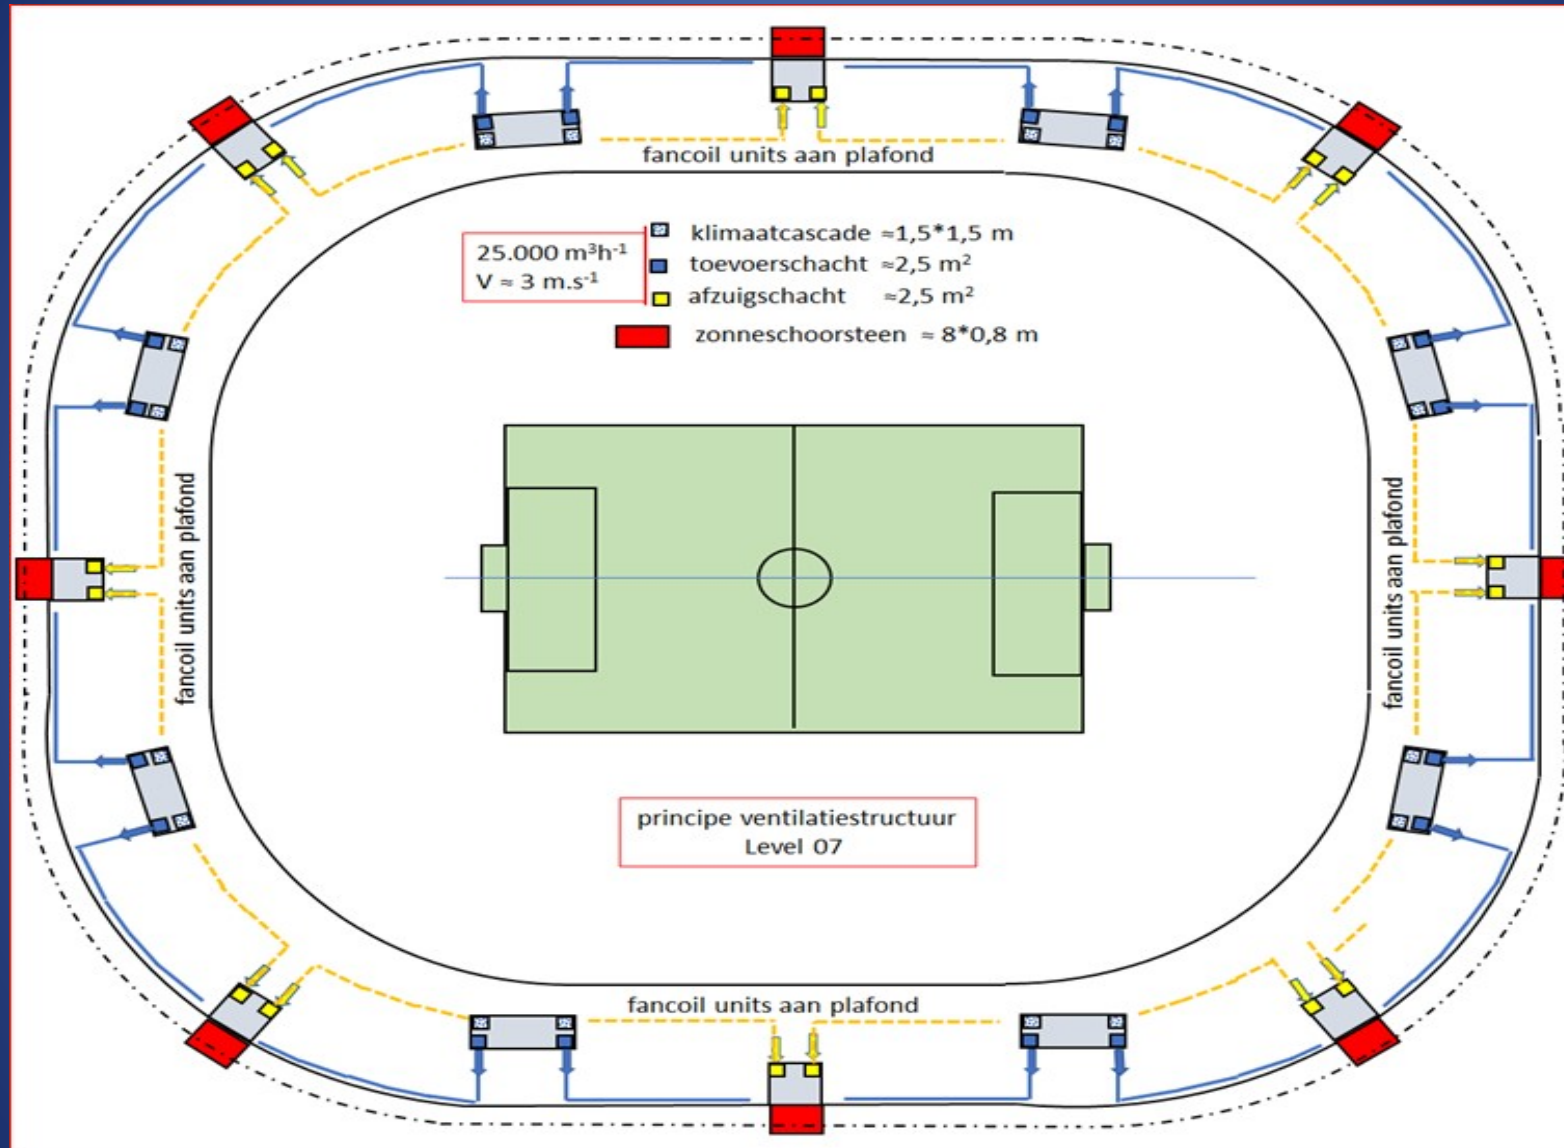 fancoil units aan plafond
25.000 m³h⁻¹
V ≈ 3 m.s⁻¹
klimaatcascade ≈1,5*1,5 m
toevoerschacht ≈2,5 m²
afzuigschacht ≈2,5 m²
zonneschoorsteen ≈ 8*0,8 m
fancoil units aan plafond
fancoil units aan plafond
principe ventilatiestructuur
Level 07
fancoil units aan plafond